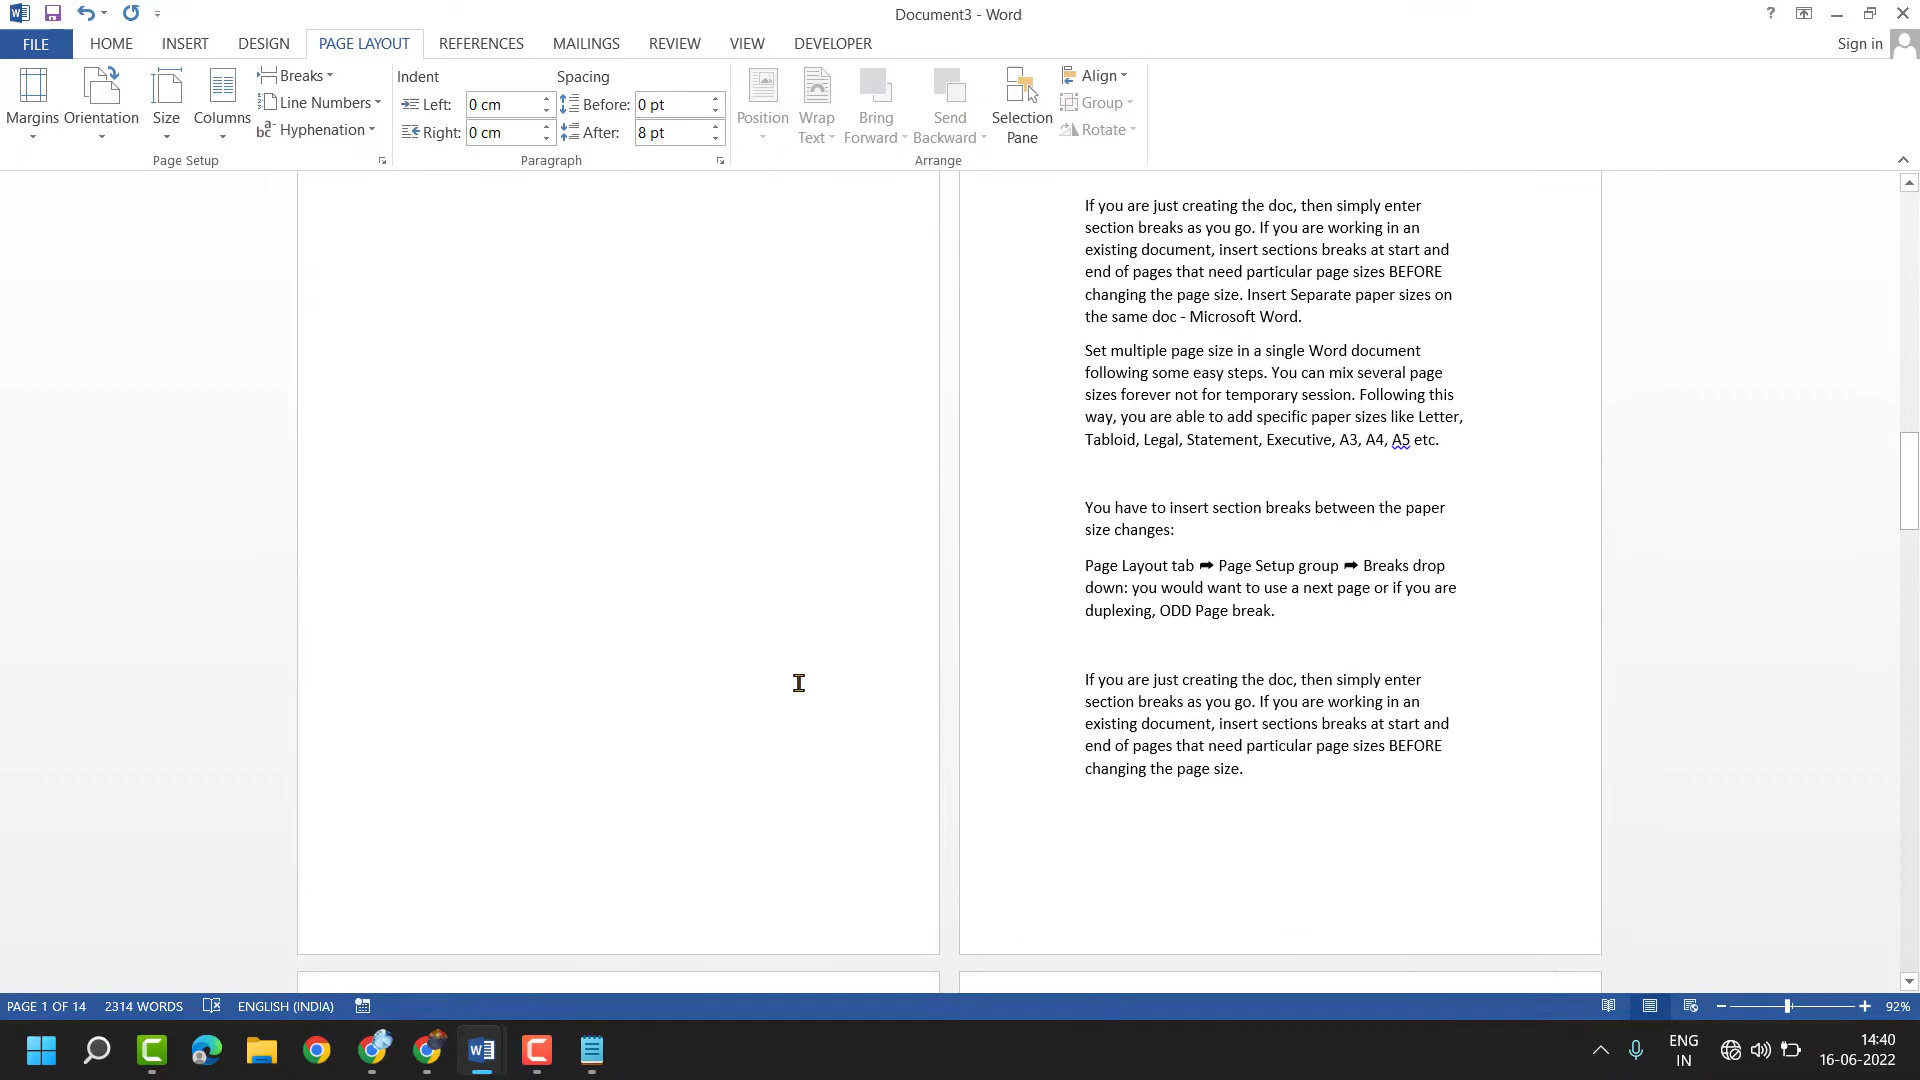 Document3 - Word
?
FILE
HOME
INSERT
DESIGN
PAGE LAYOUT
REFERENCES
MAILINGS
REVIEW
VIEW
DEVELOPER
Sign in
Margins
Orientation
Size
Columns
Breaks
Line Numbers
Hyphenation
Page Setup
Indent
Left: 0 cm
Right: 0 cm
Spacing
Before: 0 pt
After: 8 pt
Paragraph
Position
Wrap
Text
Bring
Forward
Send
Backward
Selection
Pane
Align
Group
Rotate
Arrange
If you are just creating the doc, then simply enter
section breaks as you go. If you are working in an
existing document, insert sections breaks at start and
end of pages that need particular page sizes BEFORE
changing the page size. Insert Separate paper sizes on
the same doc - Microsoft Word.
Set multiple page size in a single Word document
following some easy steps. You can mix several page
sizes forever not for temporary session. Following this
way, you are able to add specific paper sizes like Letter,
Tabloid, Legal, Statement, Executive, A3, A4, A5 etc.
You have to insert section breaks between the paper
size changes:
Page Layout tab ➡ Page Setup group ➡ Breaks drop
down: you would want to use a next page or if you are
duplexing, ODD Page break.
If you are just creating the doc, then simply enter
section breaks as you go. If you are working in an
existing document, insert sections breaks at start and
end of pages that need particular page sizes BEFORE
changing the page size.
PAGE 1 OF 14
2314 WORDS
ENGLISH (INDIA)
92%
ENG
IN
14:40
16-06-2022